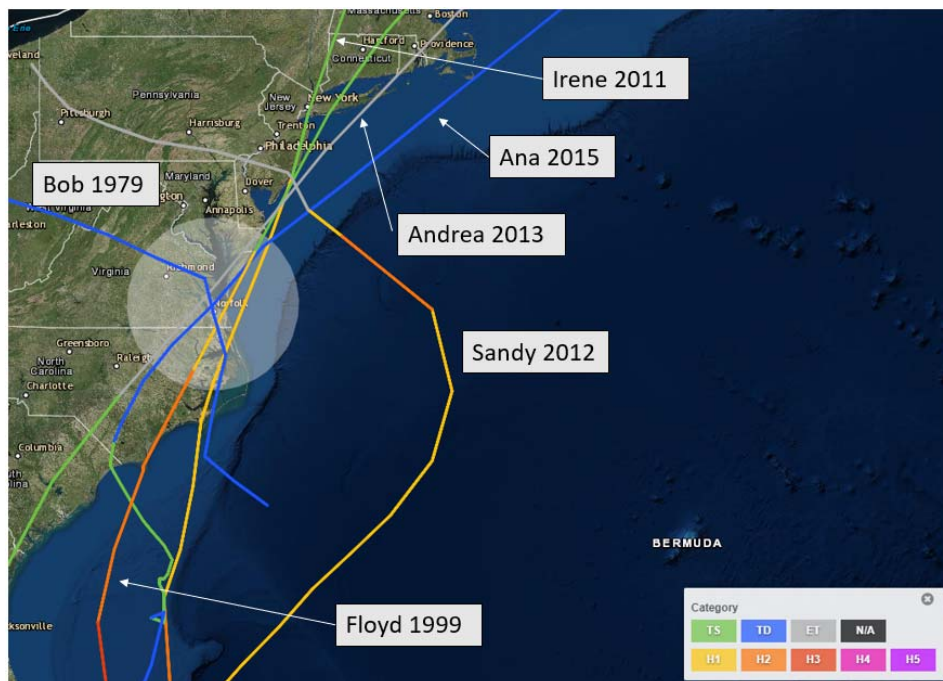 Massachusetts
Boston
Hartford
Providence
Connecticut
Irene 2011
Pennsylvania
New
Jersey
New York
Pittsburgh
Harrisburg
Trenton
Philadelphia
Ana 2015
Bob 1979
Maryland
Dover
Annapolis
West Virginia
Andrea 2013
Virginia
Richmond
Norfolk
Greensboro
Raleigh
North
Carolina
Charlotte
Sandy 2012
Columbia
BERMUDA
Floyd 1999
Category
TS
TD
ET
N/A
H1
H2
H3
H4
H5